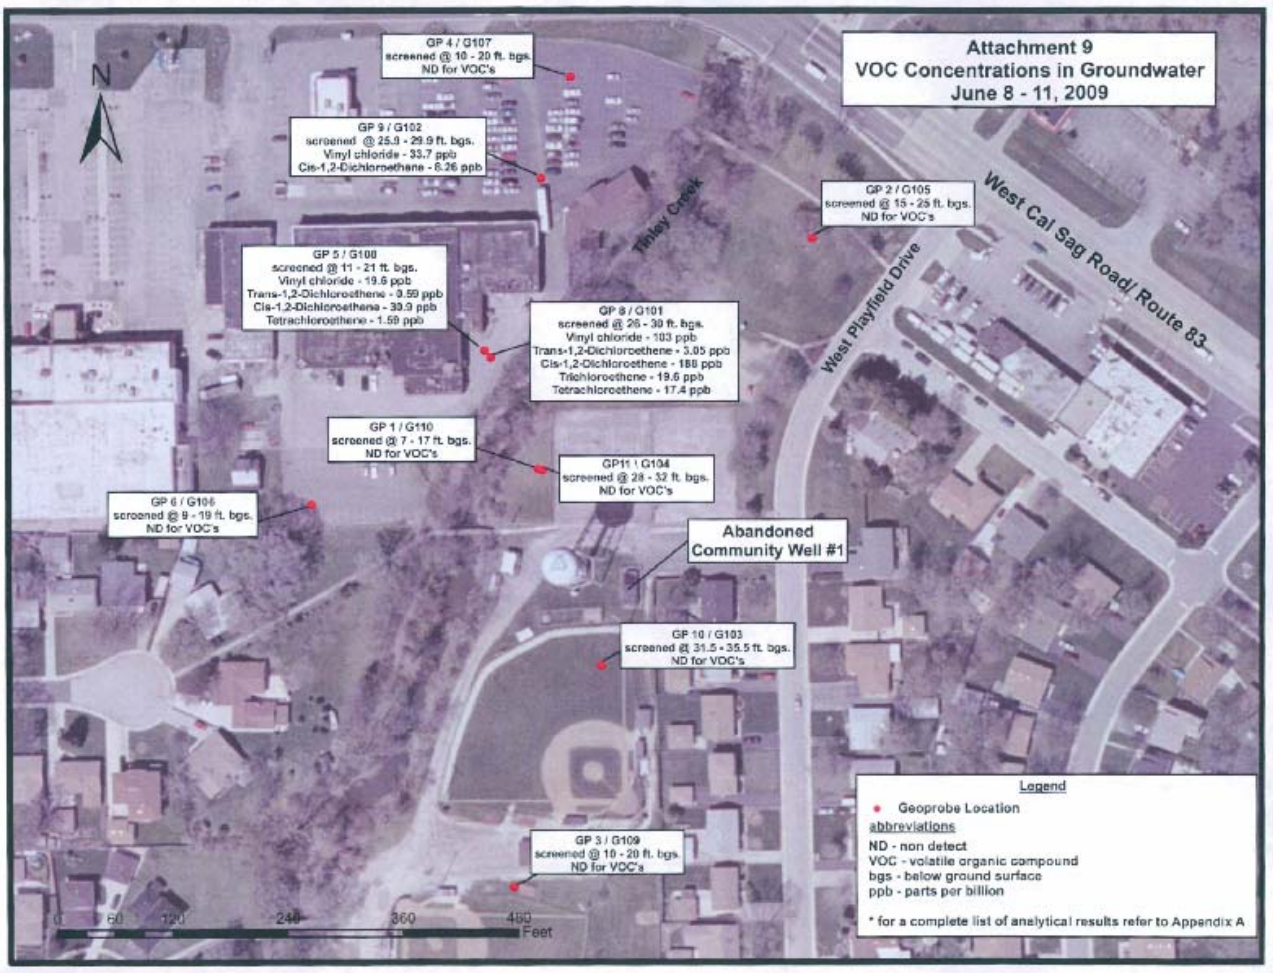 Attachment 9
VOC Concentrations in Groundwater
June 8 - 11, 2009
N
GP 4 / G107
screened @ 10 - 20 ft. bgs.
ND for VOC's
GP 9 / G102
screened @ 25.9 - 29.9 ft. bgs.
Vinyl chloride - 33.7 ppb
Cis-1,2-Dichloroethene - 8.26 ppb
GP 2 / G105
screened @ 15 - 25 ft. bgs.
ND for VOC's
Tinley Creek
West Cal Sag Road/ Route 83
West Playfield Drive
GP 5 / G108
screened @ 11 - 21 ft. bgs.
Vinyl chloride - 19.6 ppb
Trans-1,2-Dichloroethene - 0.59 ppb
Cis-1,2-Dichloroethene - 30.9 ppb
Tetrachloroethene - 1.59 ppb
GP 8 / G101
screened @ 26 - 30 ft. bgs.
Vinyl chloride - 103 ppb
Trans-1,2-Dichloroethene - 3.05 ppb
Cis-1,2-Dichloroethene - 188 ppb
Trichloroethene - 19.6 ppb
Tetrachloroethene - 17.4 ppb
GP 1 / G110
screened @ 7 - 17 ft. bgs.
ND for VOC's
GP11 \ G104
screened @ 28 - 32 ft. bgs.
ND for VOC's
GP 6 / G106
screened @ 9 - 19 ft. bgs.
ND for VOC's
Abandoned
Community Well #1
GP 10 / G103
screened @ 31.5 - 35.5 ft. bgs.
ND for VOC's
GP 3 / G109
screened @ 10 - 20 ft. bgs.
ND for VOC's
Legend
Geoprobe Location
abbreviations
ND - non detect
VOC - volatile organic compound
bgs - below ground surface
ppb - parts per billion
* for a complete list of analytical results refer to Appendix A
0 60 120 240 360 480
Feet